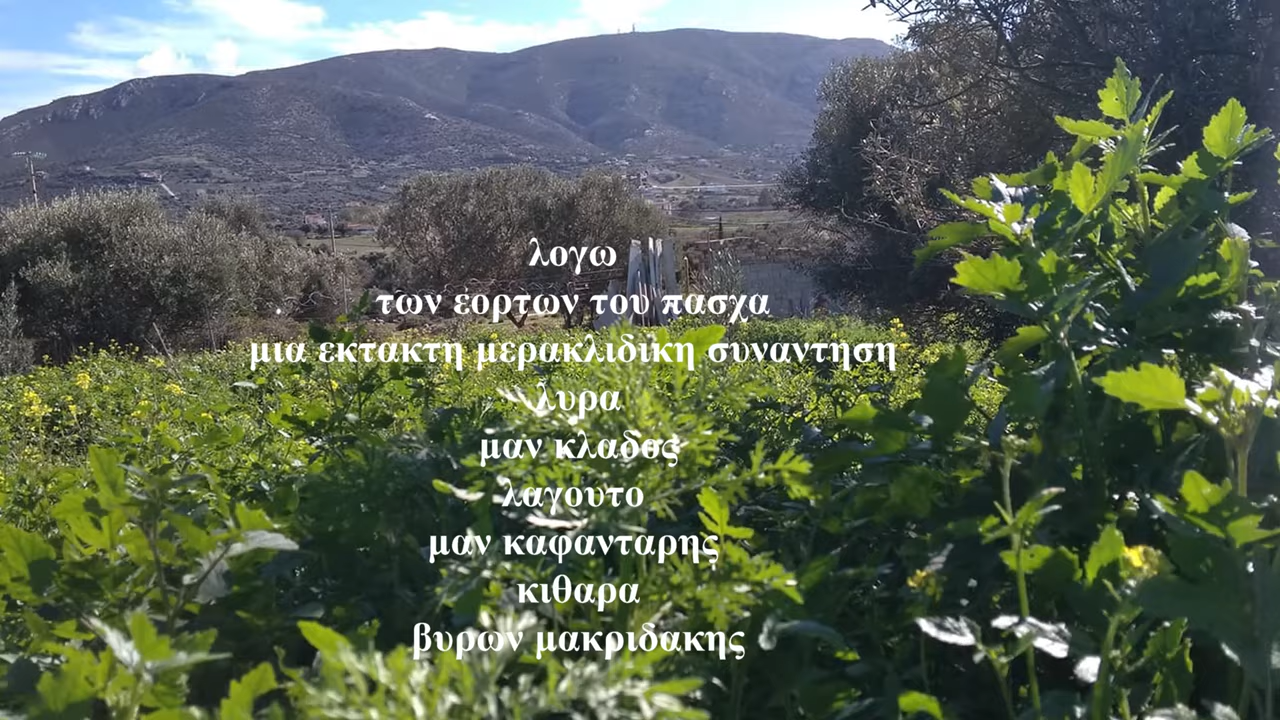 λογω
των εορτων του πασχα
μια εκτακτη μερακλιδικη συναντηση
λυρα
μαν κλαδος
λαγουτο
μαν καφανταρης
κιθαρα
βυρων μακριδακης